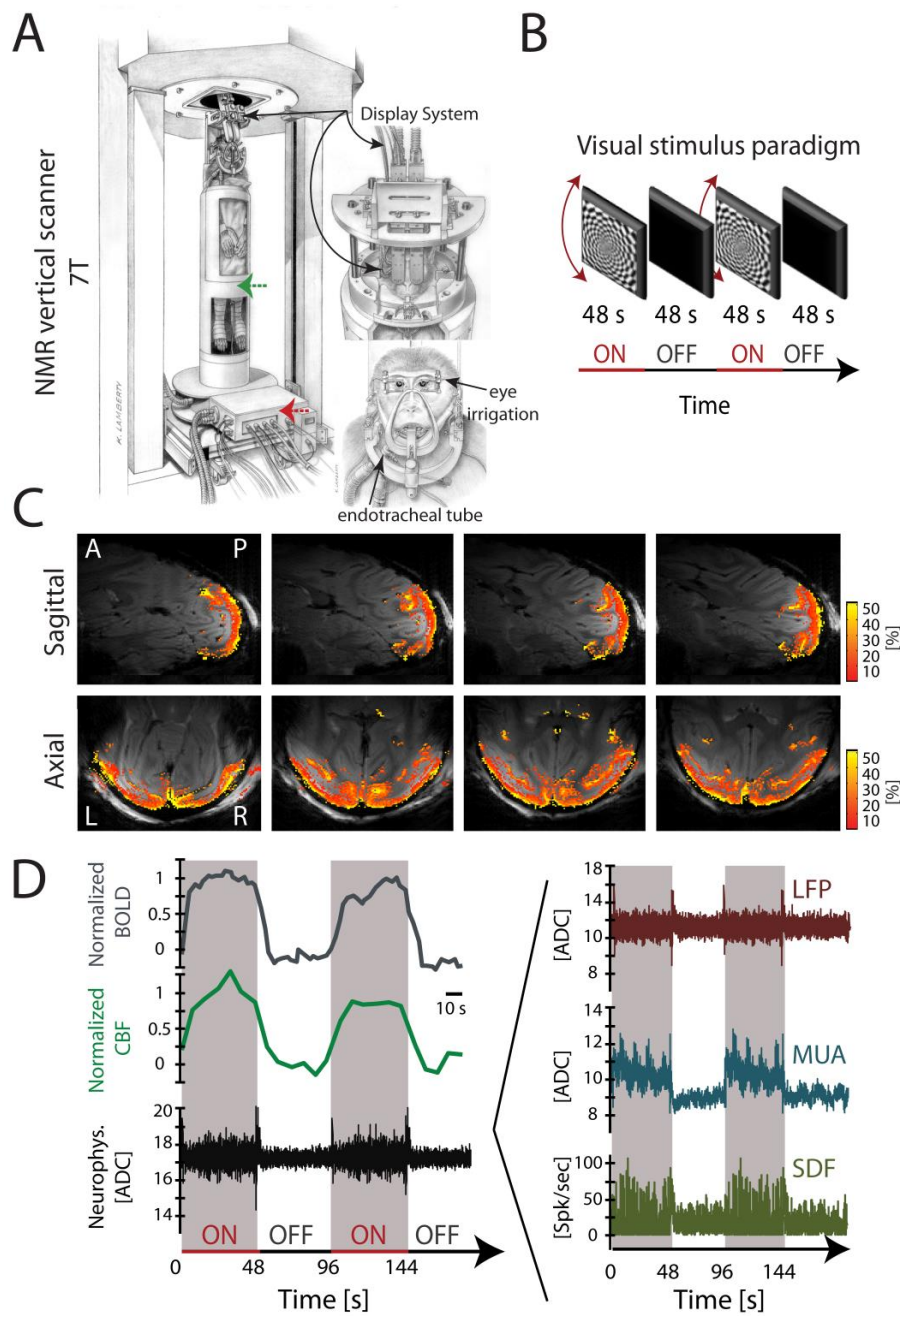 A
B
Display System
NMR vertical scanner
7T
K. LAMBERTY
eye
irrigation
endotracheal tube
Visual stimulus paradigm
48 s
48 s
48 s
48 s
ON
OFF
ON
OFF
Time
C
Sagittal
A
P
50
40
30
20
10
[%]
Axial
L
R
50
40
30
20
10
[%]
D
Normalized
BOLD
1
0.5
0
10 s
Normalized
CBF
1
0.5
0
Neurophys.
[ADC]
20
18
16
14
ON
OFF
ON
OFF
0
48
96
144
Time [s]
LFP
[ADC]
18
14
10
8
MUA
[ADC]
14
12
10
8
SDF
[Spk/sec]
100
50
0
0
48
96
144
Time [s]